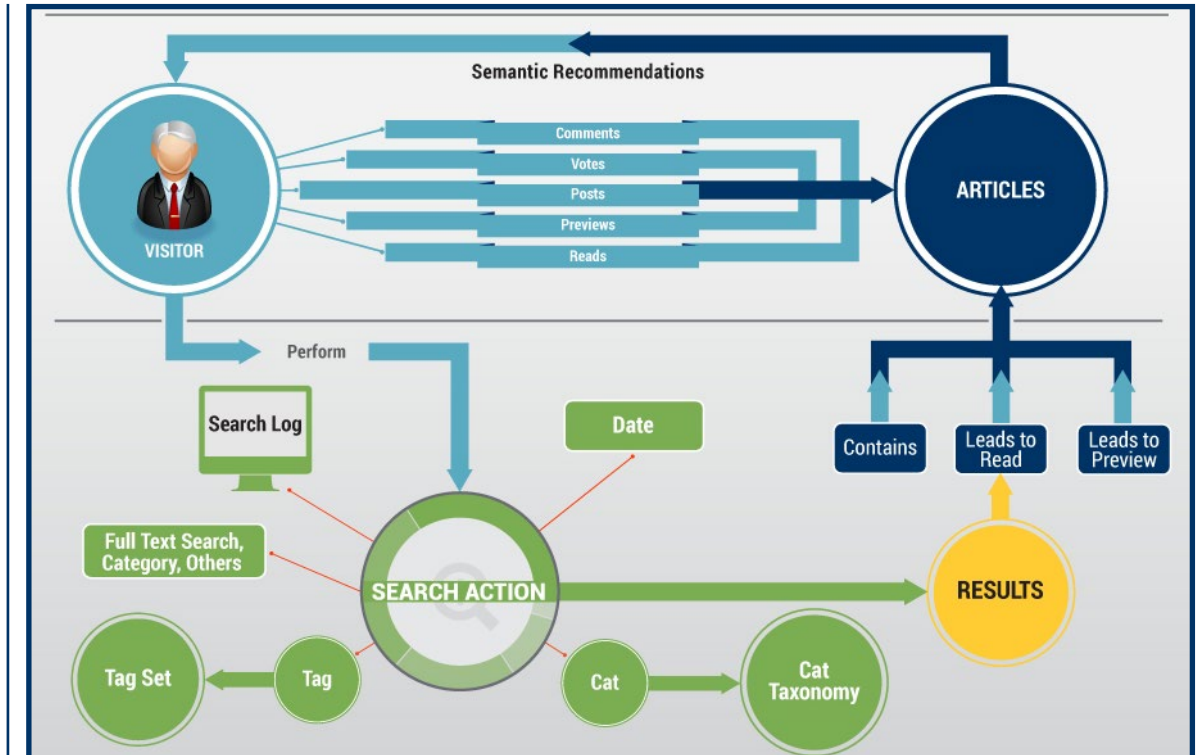 Semantic Recommendations
Comments
Votes
Posts
Previews
Reads
VISITOR
ARTICLES
Perform
Search Log
Date
Contains
Leads to
Read
Leads to
Preview
Full Text Search,
Category, Others
SEARCH ACTION
RESULTS
Tag Set
Tag
Cat
Cat
Taxonomy